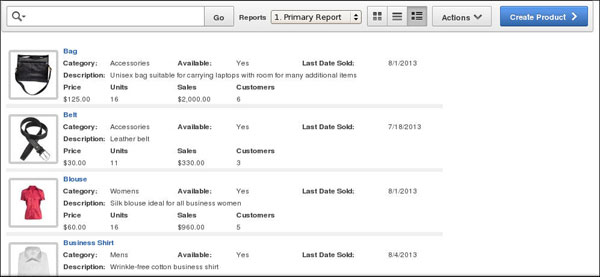 Go Reports 1. Primary Report Actions Create Product
Bag
Category: Accessories Available: Yes Last Date Sold: 8/1/2013
Description: Unisex bag suitable for carrying laptops with room for many additional items
Price Units Sales Customers
$125.00 16 $2,000.00 6
Belt
Category: Accessories Available: Yes Last Date Sold: 7/18/2013
Description: Leather belt
Price Units Sales Customers
$30.00 11 $330.00 3
Blouse
Category: Womens Available: Yes Last Date Sold: 8/1/2013
Description: Silk blouse ideal for all business women
Price Units Sales Customers
$60.00 16 $960.00 5
Business Shirt
Category: Mens Available: Yes Last Date Sold: 8/4/2013
Description: Wrinkle-free cotton business shirt